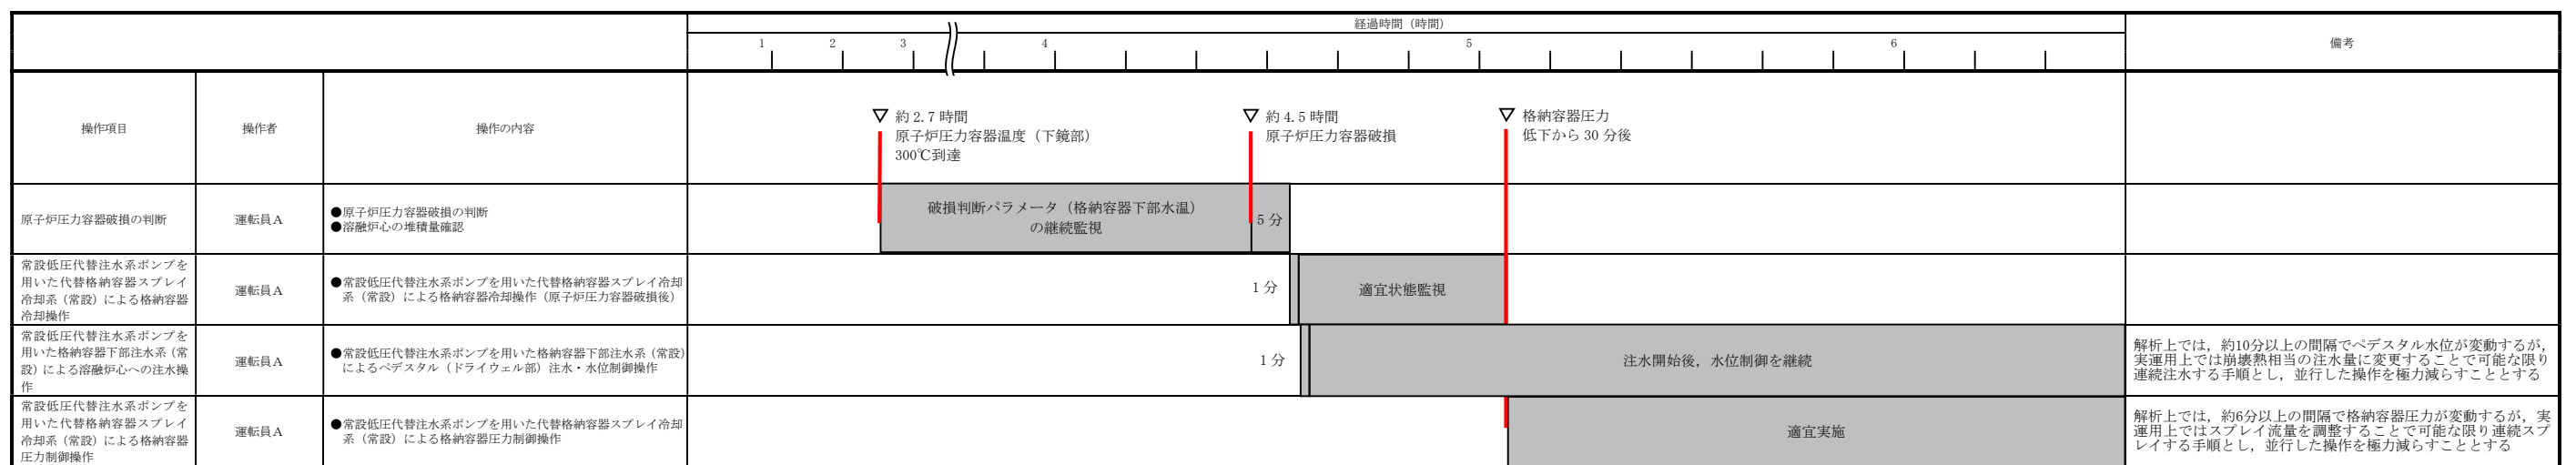 経過時間（時間）
1 2 3 4 5 6
備考
操作項目
操作者
操作の内容
▽ 約 2.7 時間
原子炉圧力容器温度（下鏡部）
300℃到達
▽ 約 4.5 時間
原子炉圧力容器破損
▽ 格納容器圧力
低下から 30 分後
原子炉圧力容器破損の判断
運転員Ａ
●原子炉圧力容器破損の判断
●溶融炉心の堆積量確認
破損判断パラメータ（格納容器下部水温）
の継続監視
5 分
常設低圧代替注水系ポンプを
用いた代替格納容器スプレイ
冷却系（常設）による格納容器
冷却操作
運転員Ａ
●常設低圧代替注水系ポンプを用いた代替格納容器スプレイ冷却
系（常設）による格納容器冷却操作（原子炉圧力容器破損後）
1 分
適宜状態監視
常設低圧代替注水系ポンプを
用いた格納容器下部注水系（常
設）による溶融炉心への注水操
作
運転員Ａ
●常設低圧代替注水系ポンプを用いた格納容器下部注水系（常設）
によるペデスタル（ドライウェル部）注水・水位制御操作
1 分
注水開始後，水位制御を継続
解析上では，約10分以上の間隔でペデスタル水位が変動するが，
実運用上では崩壊熱相当の注水量に変更することで可能な限り
連続注水する手順とし，並行した操作を極力減らすこととする
常設低圧代替注水系ポンプを
用いた代替格納容器スプレイ
冷却系（常設）による格納容器
圧力制御操作
運転員Ａ
●常設低圧代替注水系ポンプを用いた代替格納容器スプレイ冷却
系（常設）による格納容器圧力制御操作
適宜実施
解析上では，約6分以上の間隔で格納容器圧力が変動するが，実
運用上ではスプレイ流量を調整することで可能な限り連続スプ
レイする手順とし，並行した操作を極力減らすこととする